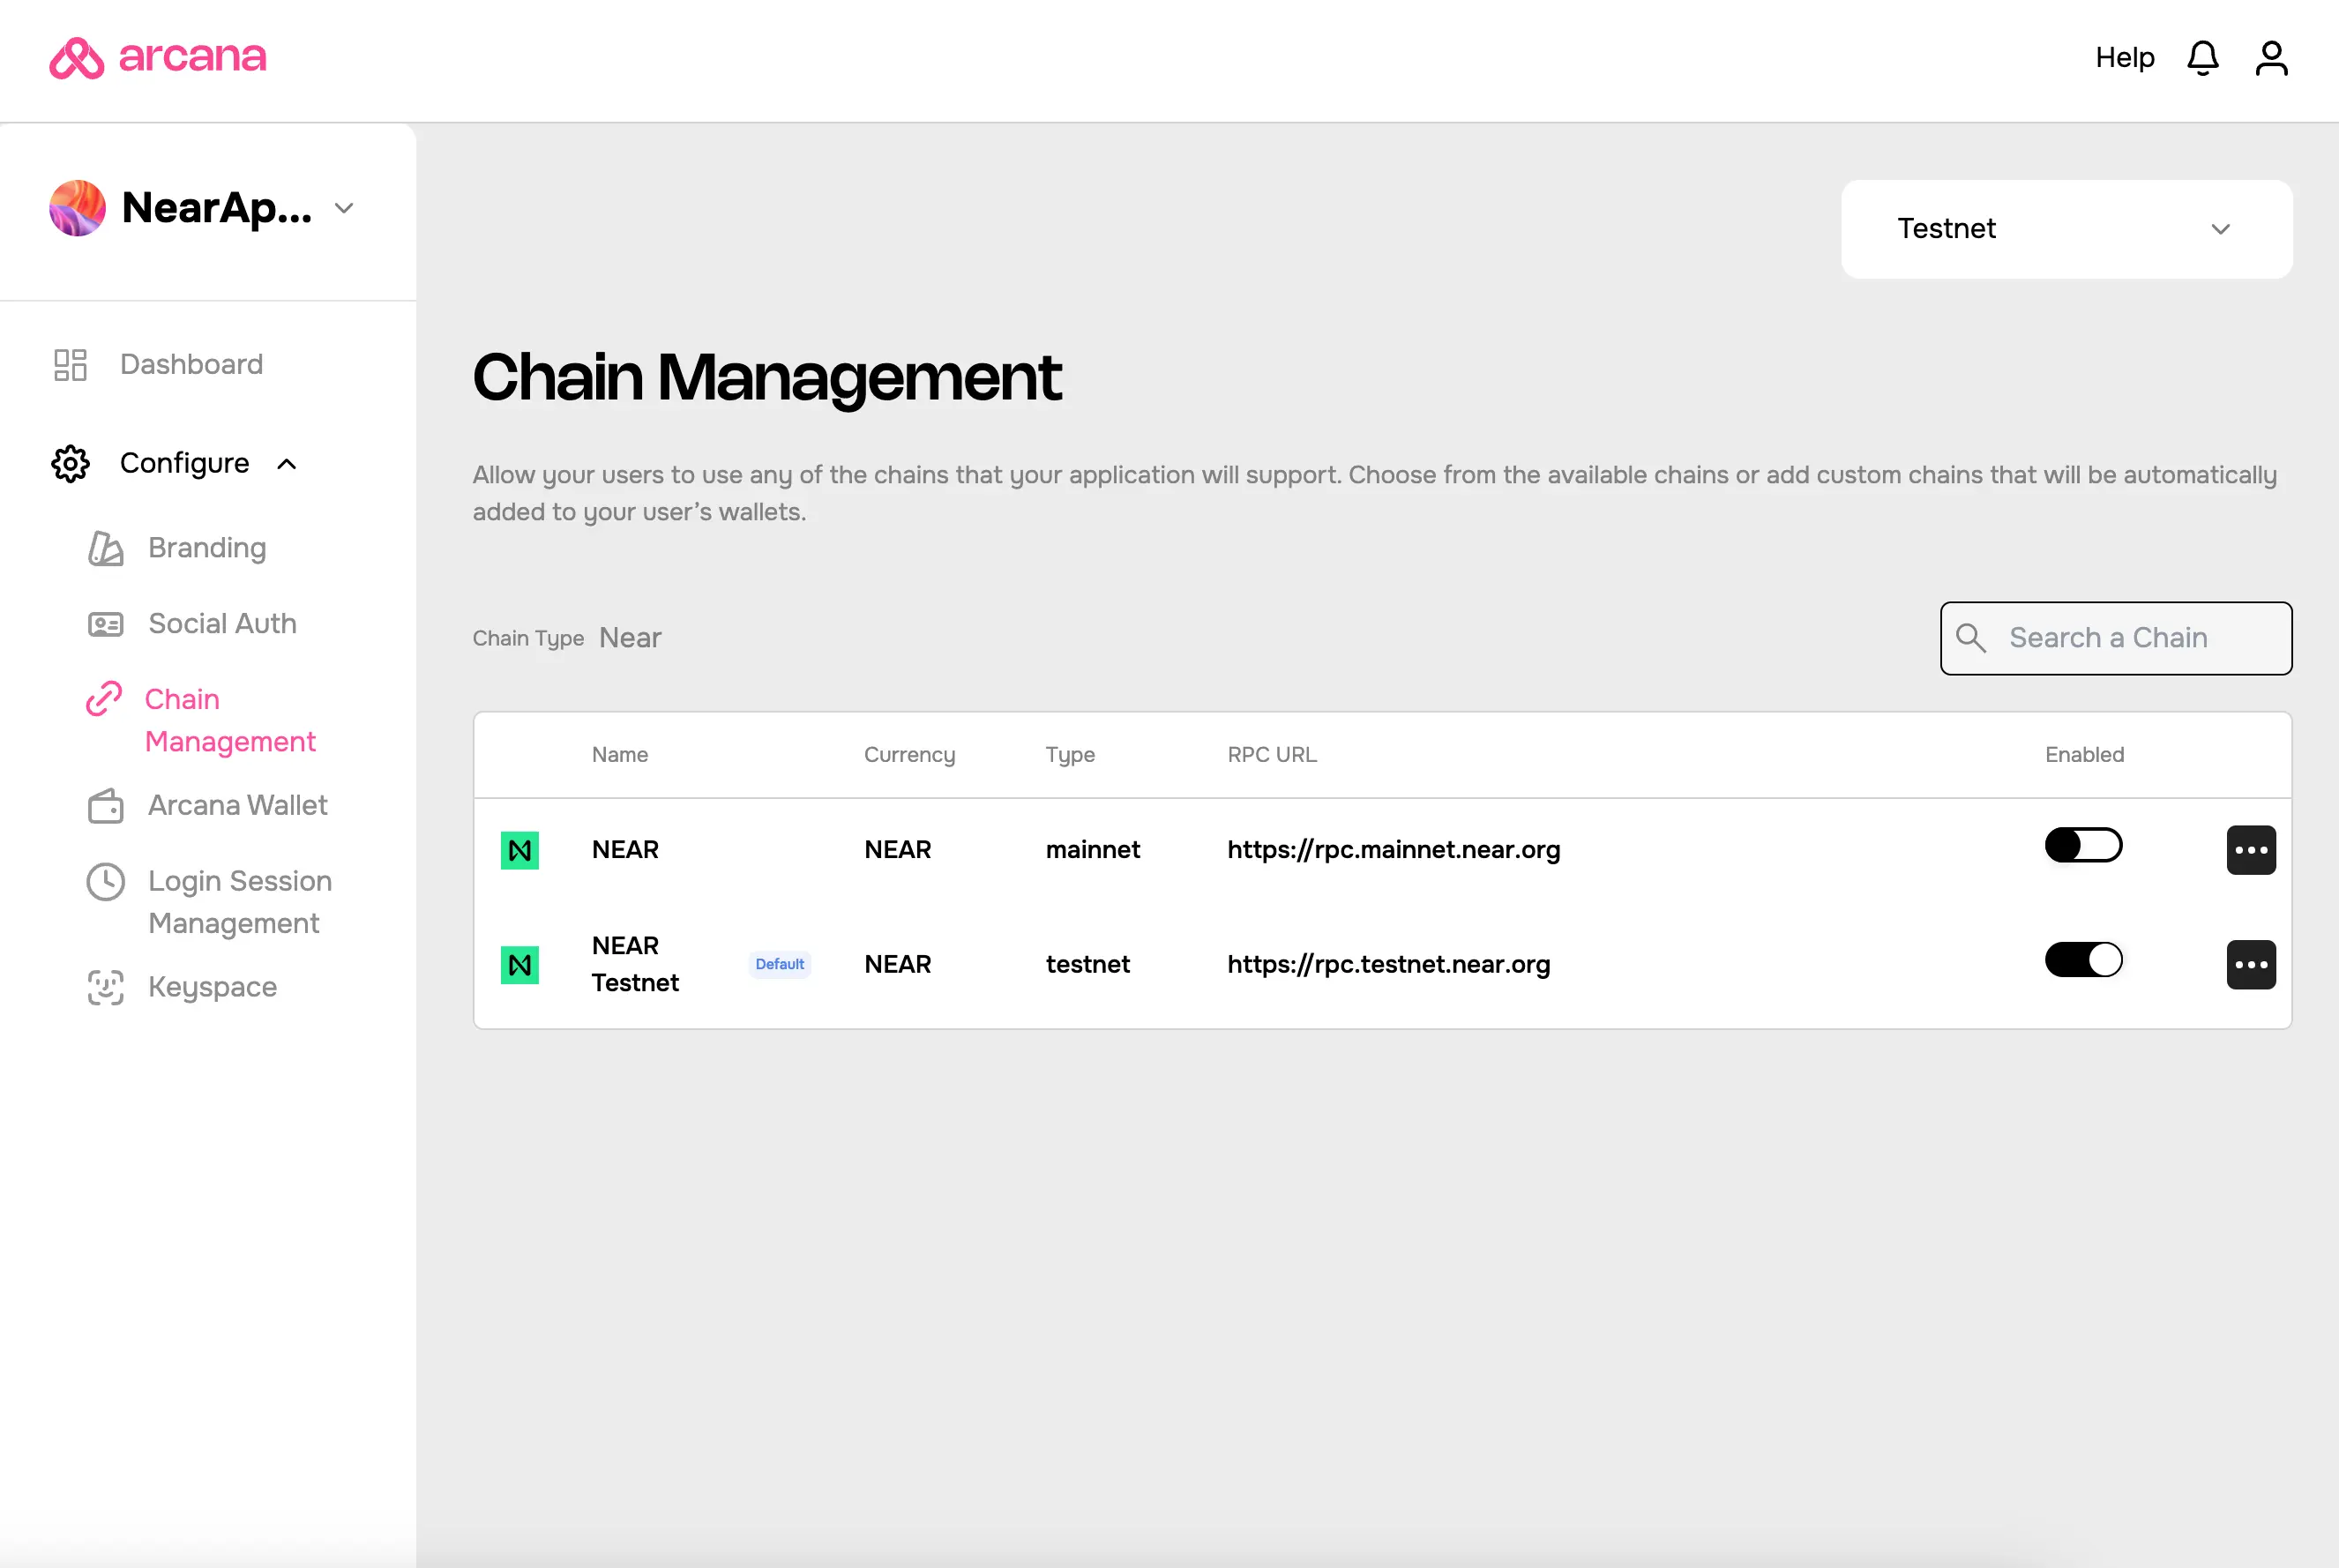 arcana
Help
NearAp...
Testnet
Dashboard
Configure
Branding
Social Auth
Chain
Management
Arcana Wallet
Login Session
Management
Keyspace
Chain Management
Allow your users to use any of the chains that your application will support. Choose from the available chains or add custom chains that will be automatically
added to your user’s wallets.
Chain Type Near
Search a Chain
Name Currency Type RPC URL Enabled
NEAR NEAR mainnet https://rpc.mainnet.near.org
NEAR
Testnet Default NEAR testnet https://rpc.testnet.near.org